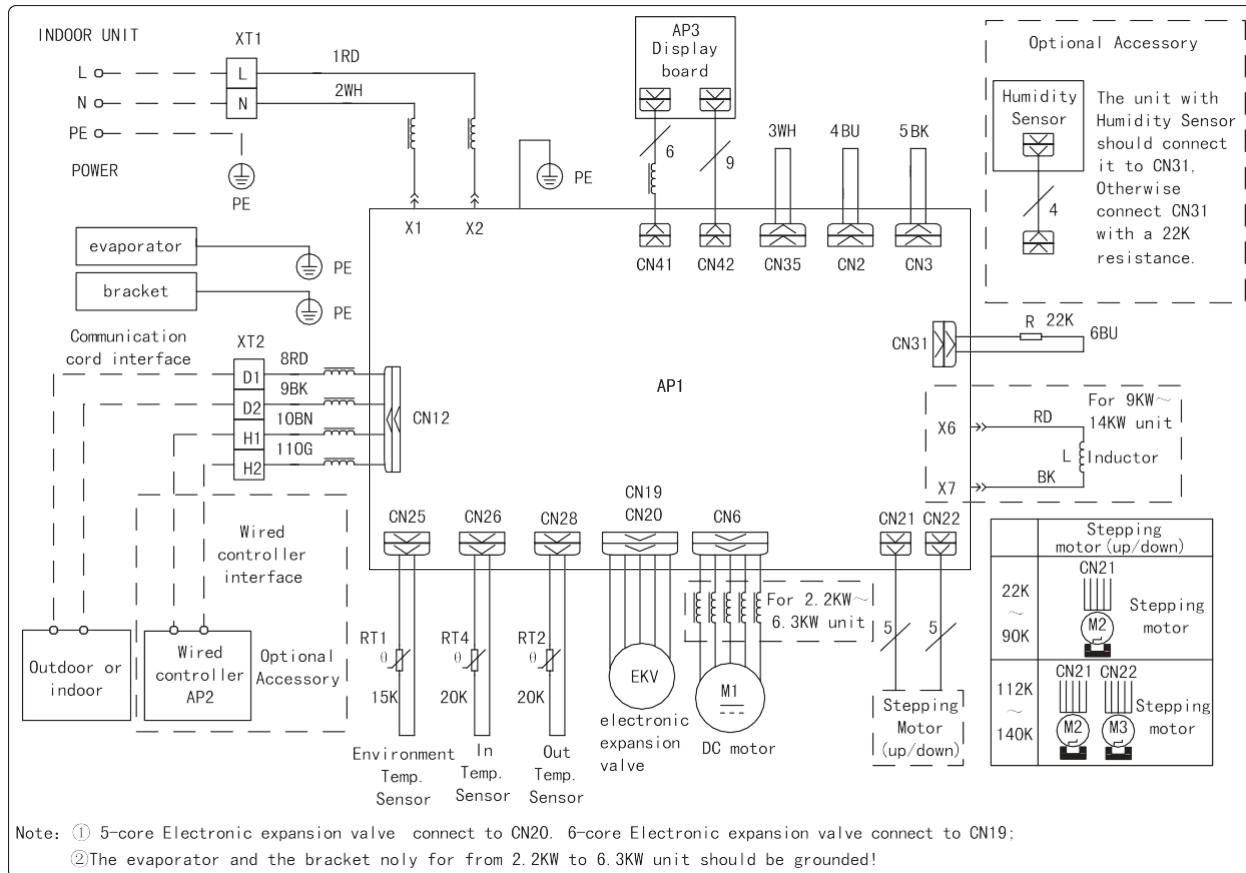 INDOOR UNIT
XT1
L
L
1RD
N
N
2WH
PE
POWER
PE
X1
X2
PE
AP3
Display
board
6
9
3WH
4BU
5BK
CN41
CN42
CN35
CN2
CN3
Optional Accessory
Humidity
Sensor
4
The unit with
Humidity Sensor
should connect
it to CN31,
Otherwise
connect CN31
with a 22K
resistance.
evaporator
PE
bracket
PE
Communication
cord interface
XT2
D1
8RD
D2
9BK
H1
10BN
H2
11OG
CN12
AP1
CN31
R
22K
6BU
For 9KW～
14KW unit
X6
RD
L
Inductor
X7
BK
Wired
controller
interface
Outdoor or
indoor
Wired
controller
AP2
Optional
Accessory
CN25
CN26
CN28
CN19
CN20
CN6
CN21
CN22
RT1
θ
15K
RT4
θ
20K
RT2
θ
20K
Environment
Temp.
Sensor
In
Temp.
Sensor
Out
Temp.
Sensor
EKV
electronic
expansion
valve
For 2.2KW～
6.3KW unit
M1
DC motor
5
5
Stepping
Motor
(up/down)
Stepping
motor(up/down)
22K
～
90K
CN21
M2
Stepping
motor
112K
～
140K
CN21
CN22
M2
M3
Stepping
motor
Note: ① 5-core Electronic expansion valve connect to CN20. 6-core Electronic expansion valve connect to CN19;
②The evaporator and the bracket noly for from 2.2KW to 6.3KW unit should be grounded!